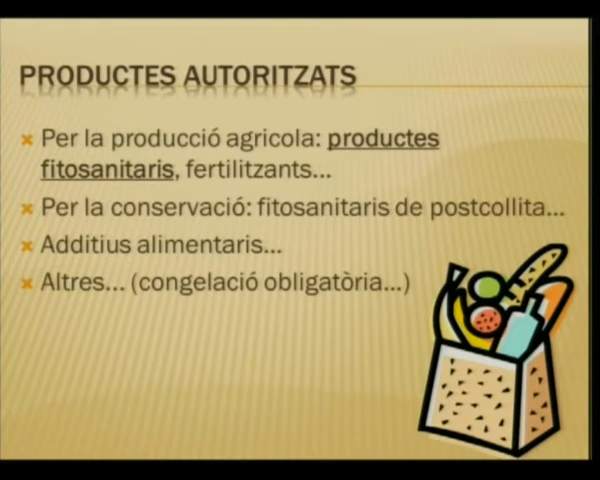 PRODUCTES AUTORITZATS
Per la producció agricola: productes
fitosanitaris, fertilitzants...
Per la conservació: fitosanitaris de postcollita...
Additius alimentaris...
Altres... (congelació obligatòria...)